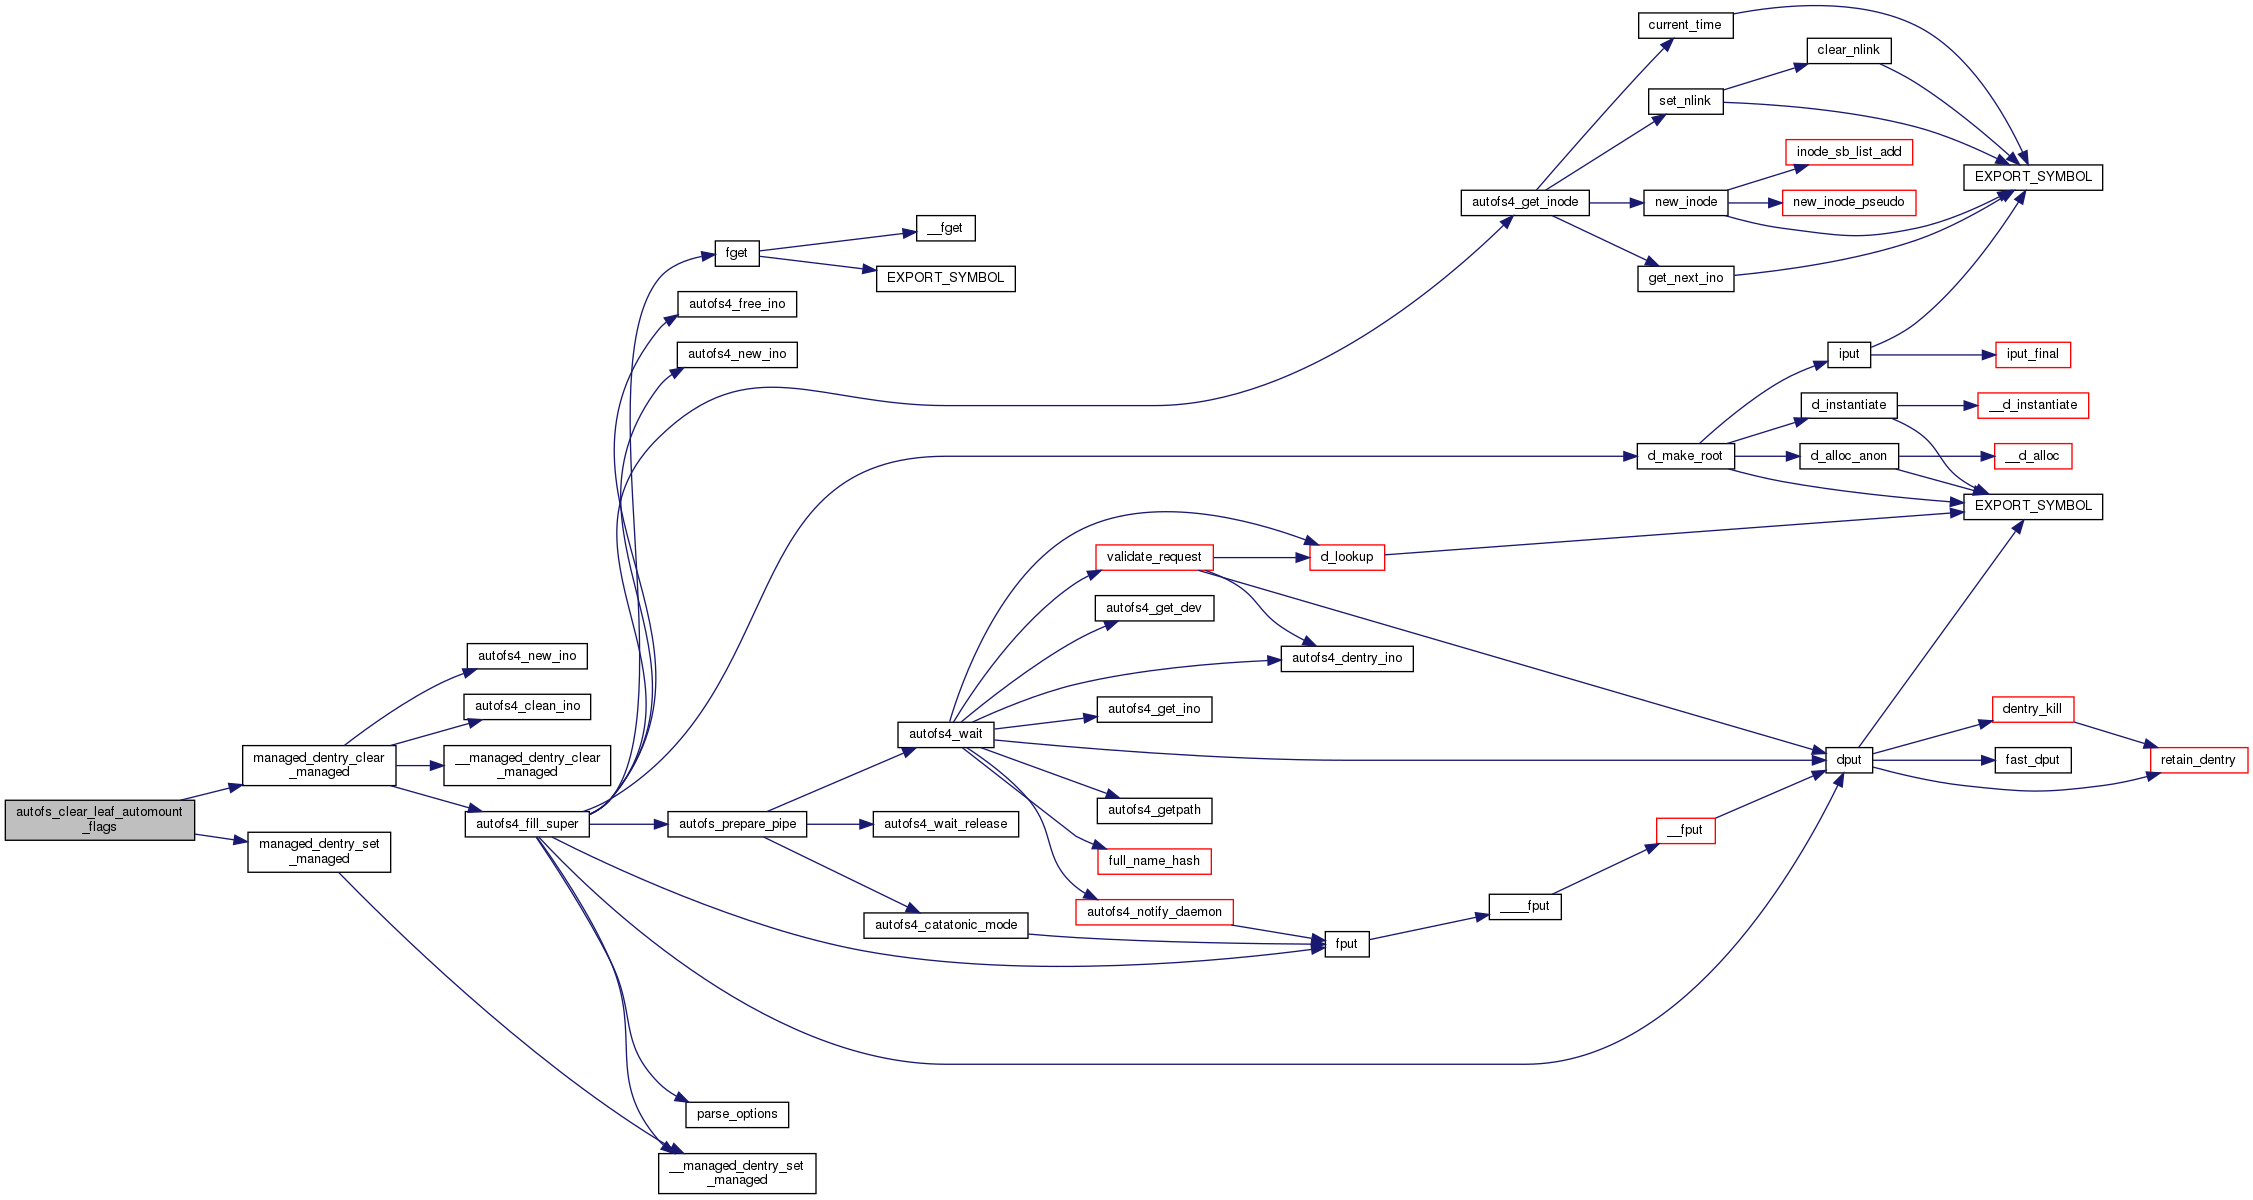 current_time
clear_nlink
set_nlink
inode_sb_list_add
EXPORT_SYMBOL
autofs4_get_inode
new_inode
new_inode_pseudo
__fget
fget
EXPORT_SYMBOL
get_next_ino
autofs4_free_ino
autofs4_new_ino
iput
iput_final
d_instantiate
__d_instantiate
d_make_root
d_alloc_anon
__d_alloc
EXPORT_SYMBOL
validate_request
d_lookup
autofs4_get_dev
autofs4_new_ino
autofs4_dentry_ino
autofs4_clean_ino
autofs4_get_ino
dentry_kill
autofs4_wait
managed_dentry_clear
_managed
__managed_dentry_clear
_managed
dput
fast_dput
retain_dentry
autofs4_getpath
autofs_clear_leaf_automount
_flags
autofs4_fill_super
autofs_prepare_pipe
autofs4_wait_release
__fput
managed_dentry_set
_managed
full_name_hash
autofs4_notify_daemon
____fput
autofs4_catatonic_mode
fput
parse_options
__managed_dentry_set
_managed